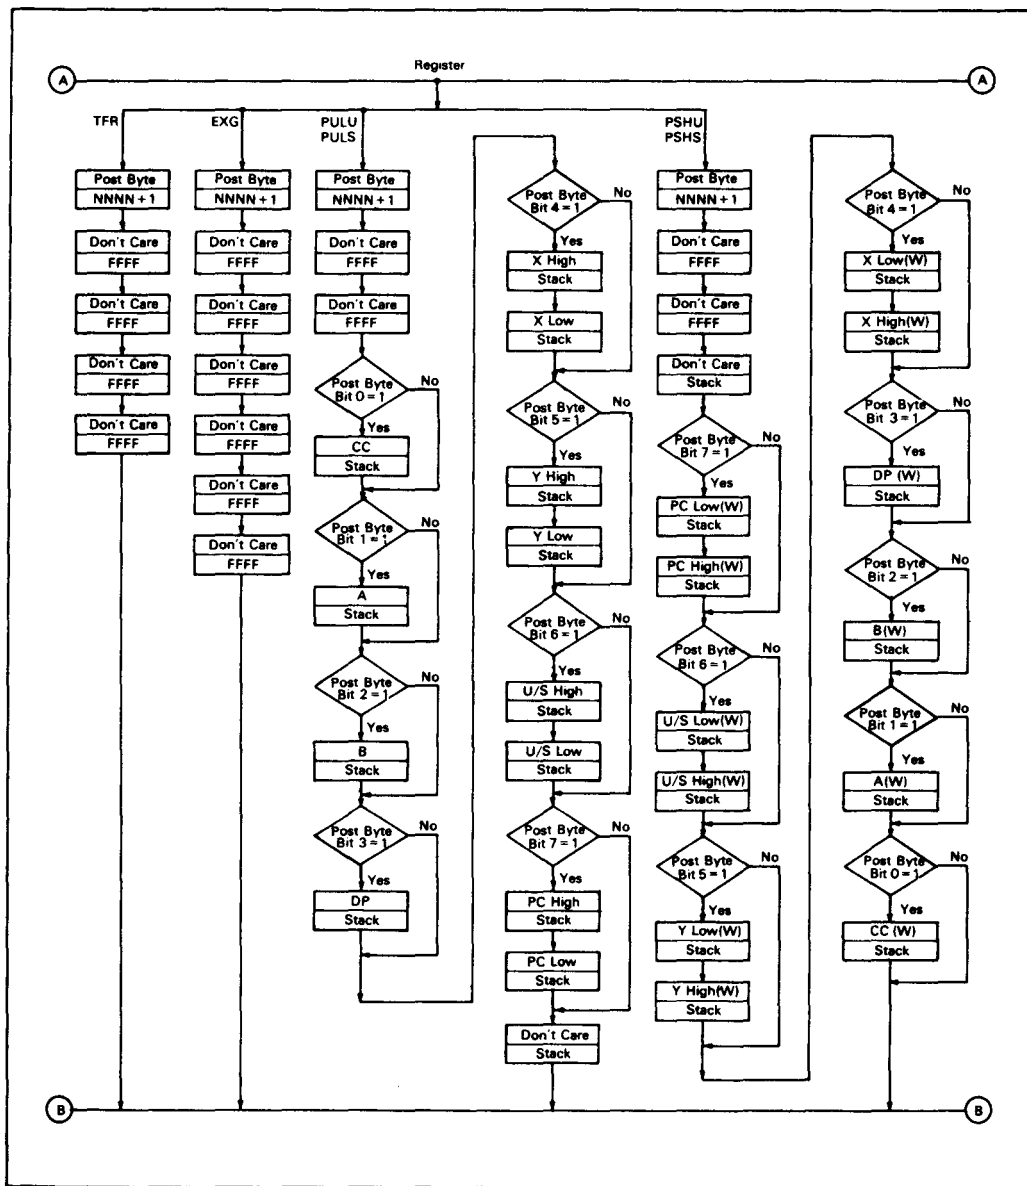 Register
A
A
TFR
EXG
PULU
PULS
PSHU
PSHS
Post Byte
NNNN + 1
Don't Care
FFFF
Don't Care
FFFF
Don't Care
FFFF
Don't Care
FFFF
Post Byte
NNNN + 1
Don't Care
FFFF
Don't Care
FFFF
Don't Care
FFFF
Don't Care
FFFF
Don't Care
FFFF
Don't Care
FFFF
Post Byte
NNNN + 1
Don't Care
FFFF
Don't Care
FFFF
Post Byte
Bit 0 = 1
No
Yes
CC
Stack
Post Byte
Bit 1 = 1
No
Yes
A
Stack
Post Byte
Bit 2 = 1
No
Yes
B
Stack
Post Byte
Bit 3 = 1
No
Yes
DP
Stack
Post Byte
Bit 4 = 1
No
Yes
X High
Stack
X Low
Stack
Post Byte
Bit 5 = 1
No
Yes
Y High
Stack
Y Low
Stack
Post Byte
Bit 6 = 1
No
Yes
U/S High
Stack
U/S Low
Stack
Post Byte
Bit 7 = 1
No
Yes
PC High
Stack
PC Low
Stack
Don't Care
Stack
Post Byte
NNNN + 1
Don't Care
FFFF
Don't Care
FFFF
Don't Care
Stack
Post Byte
Bit 7 = 1
No
Yes
PC Low(W)
Stack
PC High(W)
Stack
Post Byte
Bit 6 = 1
No
Yes
U/S Low(W)
Stack
U/S High(W)
Stack
Post Byte
Bit 5 = 1
No
Yes
Y Low(W)
Stack
Y High(W)
Stack
Post Byte
Bit 4 = 1
No
Yes
X Low(W)
Stack
X High(W)
Stack
Post Byte
Bit 3 = 1
No
Yes
DP (W)
Stack
Post Byte
Bit 2 = 1
No
Yes
B(W)
Stack
Post Byte
Bit 1 = 1
No
Yes
A(W)
Stack
Post Byte
Bit 0 = 1
No
Yes
CC (W)
Stack
B
B